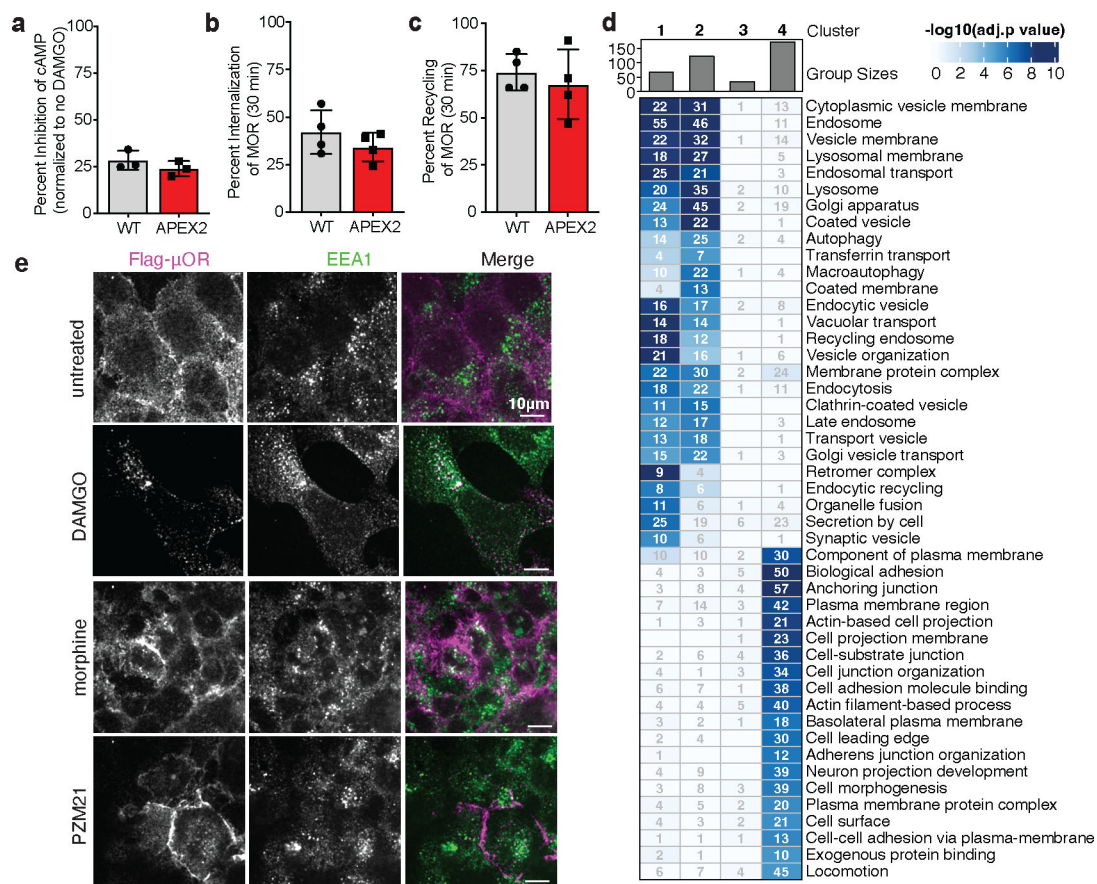 a
Percent Inhibition of cAMP
(normalized to no DAMGO)
100
75
50
25
0
WT
APEX2
b
Percent Internalization
of MOR (30 min)
100
75
50
25
0
WT
APEX2
c
Percent Recycling
of MOR (30 min)
100
75
50
25
0
WT
APEX2
d
1 2 3 4 Cluster
150
100
50
0
Group Sizes
-log10(adj.p value)
0 2 4 6 8 10
22 31 1 13 Cytoplasmic vesicle membrane
55 46 11 Endosome
22 32 1 14 Vesicle membrane
18 27 5 Lysosomal membrane
25 21 3 Endosomal transport
20 35 2 10 Lysosome
24 45 2 19 Golgi apparatus
13 22 1 Coated vesicle
14 25 2 4 Autophagy
4 7 Transferrin transport
10 22 1 4 Macroautophagy
4 13 Coated membrane
16 17 2 8 Endocytic vesicle
14 14 1 Vacuolar transport
18 12 1 Recycling endosome
21 16 1 6 Vesicle organization
22 30 2 24 Membrane protein complex
18 22 1 11 Endocytosis
11 15 Clathrin-coated vesicle
12 17 3 Late endosome
13 18 1 Transport vesicle
15 22 1 3 Golgi vesicle transport
9 4 Retromer complex
8 6 1 Endocytic recycling
11 6 1 4 Organelle fusion
25 19 6 23 Secretion by cell
10 6 1 Synaptic vesicle
10 10 2 30 Component of plasma membrane
4 3 5 50 Biological adhesion
3 8 4 57 Anchoring junction
7 14 3 42 Plasma membrane region
1 3 1 21 Actin-based cell projection
1 23 Cell projection membrane
2 6 4 36 Cell-substrate junction
4 1 3 34 Cell junction organization
6 7 1 38 Cell adhesion molecule binding
4 4 5 40 Actin filament-based process
3 2 1 18 Basolateral plasma membrane
2 4 30 Cell leading edge
1 12 Adherens junction organization
4 9 39 Neuron projection development
3 8 3 39 Cell morphogenesis
4 5 2 20 Plasma membrane protein complex
4 3 2 21 Cell surface
1 1 1 13 Cell-cell adhesion via plasma-membrane
2 1 10 Exogenous protein binding
6 7 4 45 Locomotion
e
Flag-µOR EEA1 Merge
untreated
10µm
DAMGO
morphine
PZM21